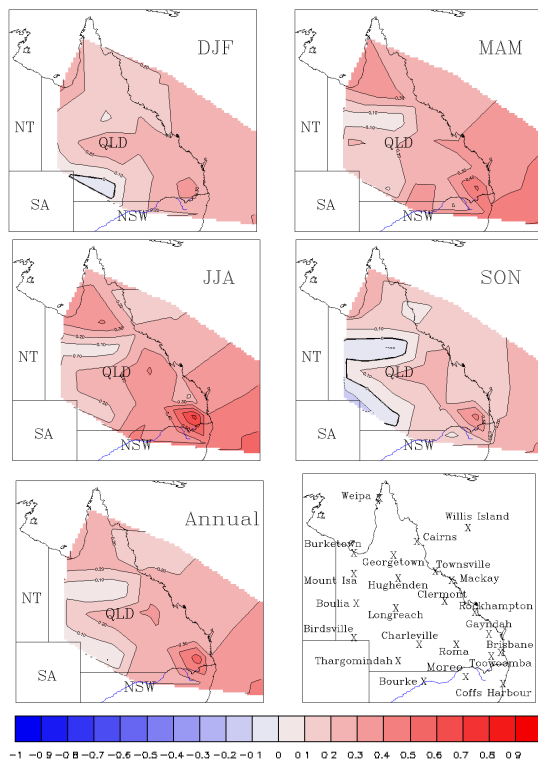 DJF
NT
QLD
SA
NSW
MAM
NT
QLD
SA
NSW
JJA
NT
QLD
SA
NSW
SON
NT
QLD
SA
NSW
Annual
NT
QLD
SA
NSW
Weipa
Willis Island
Cairns
Burketown
Georgetown
Townsville
Mount Isa
Hughenden
Mackay
Clermont
Boulia
Longreach
Rockhampton
Gayndah
Birdsville
Charleville
Brisbane
Roma
Thargomindah
Toowoomba
Moree
Bourke
Coffs Harbour
-1 -0.9 -0.8 -0.7 -0.6 -0.5 -0.4 -0.3 -0.2 -0.1 0 0.1 0.2 0.3 0.4 0.5 0.6 0.7 0.8 0.9